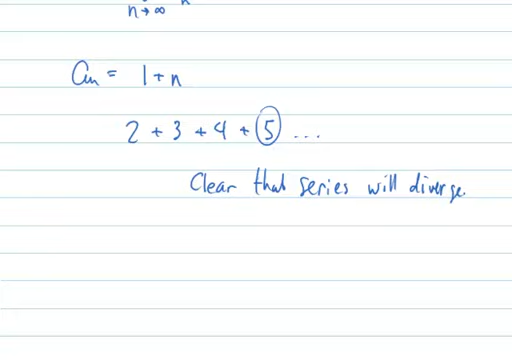 n→∞
aₙ = 1 + n
2 + 3 + 4 + 5 ...
Clear that series will diverge.